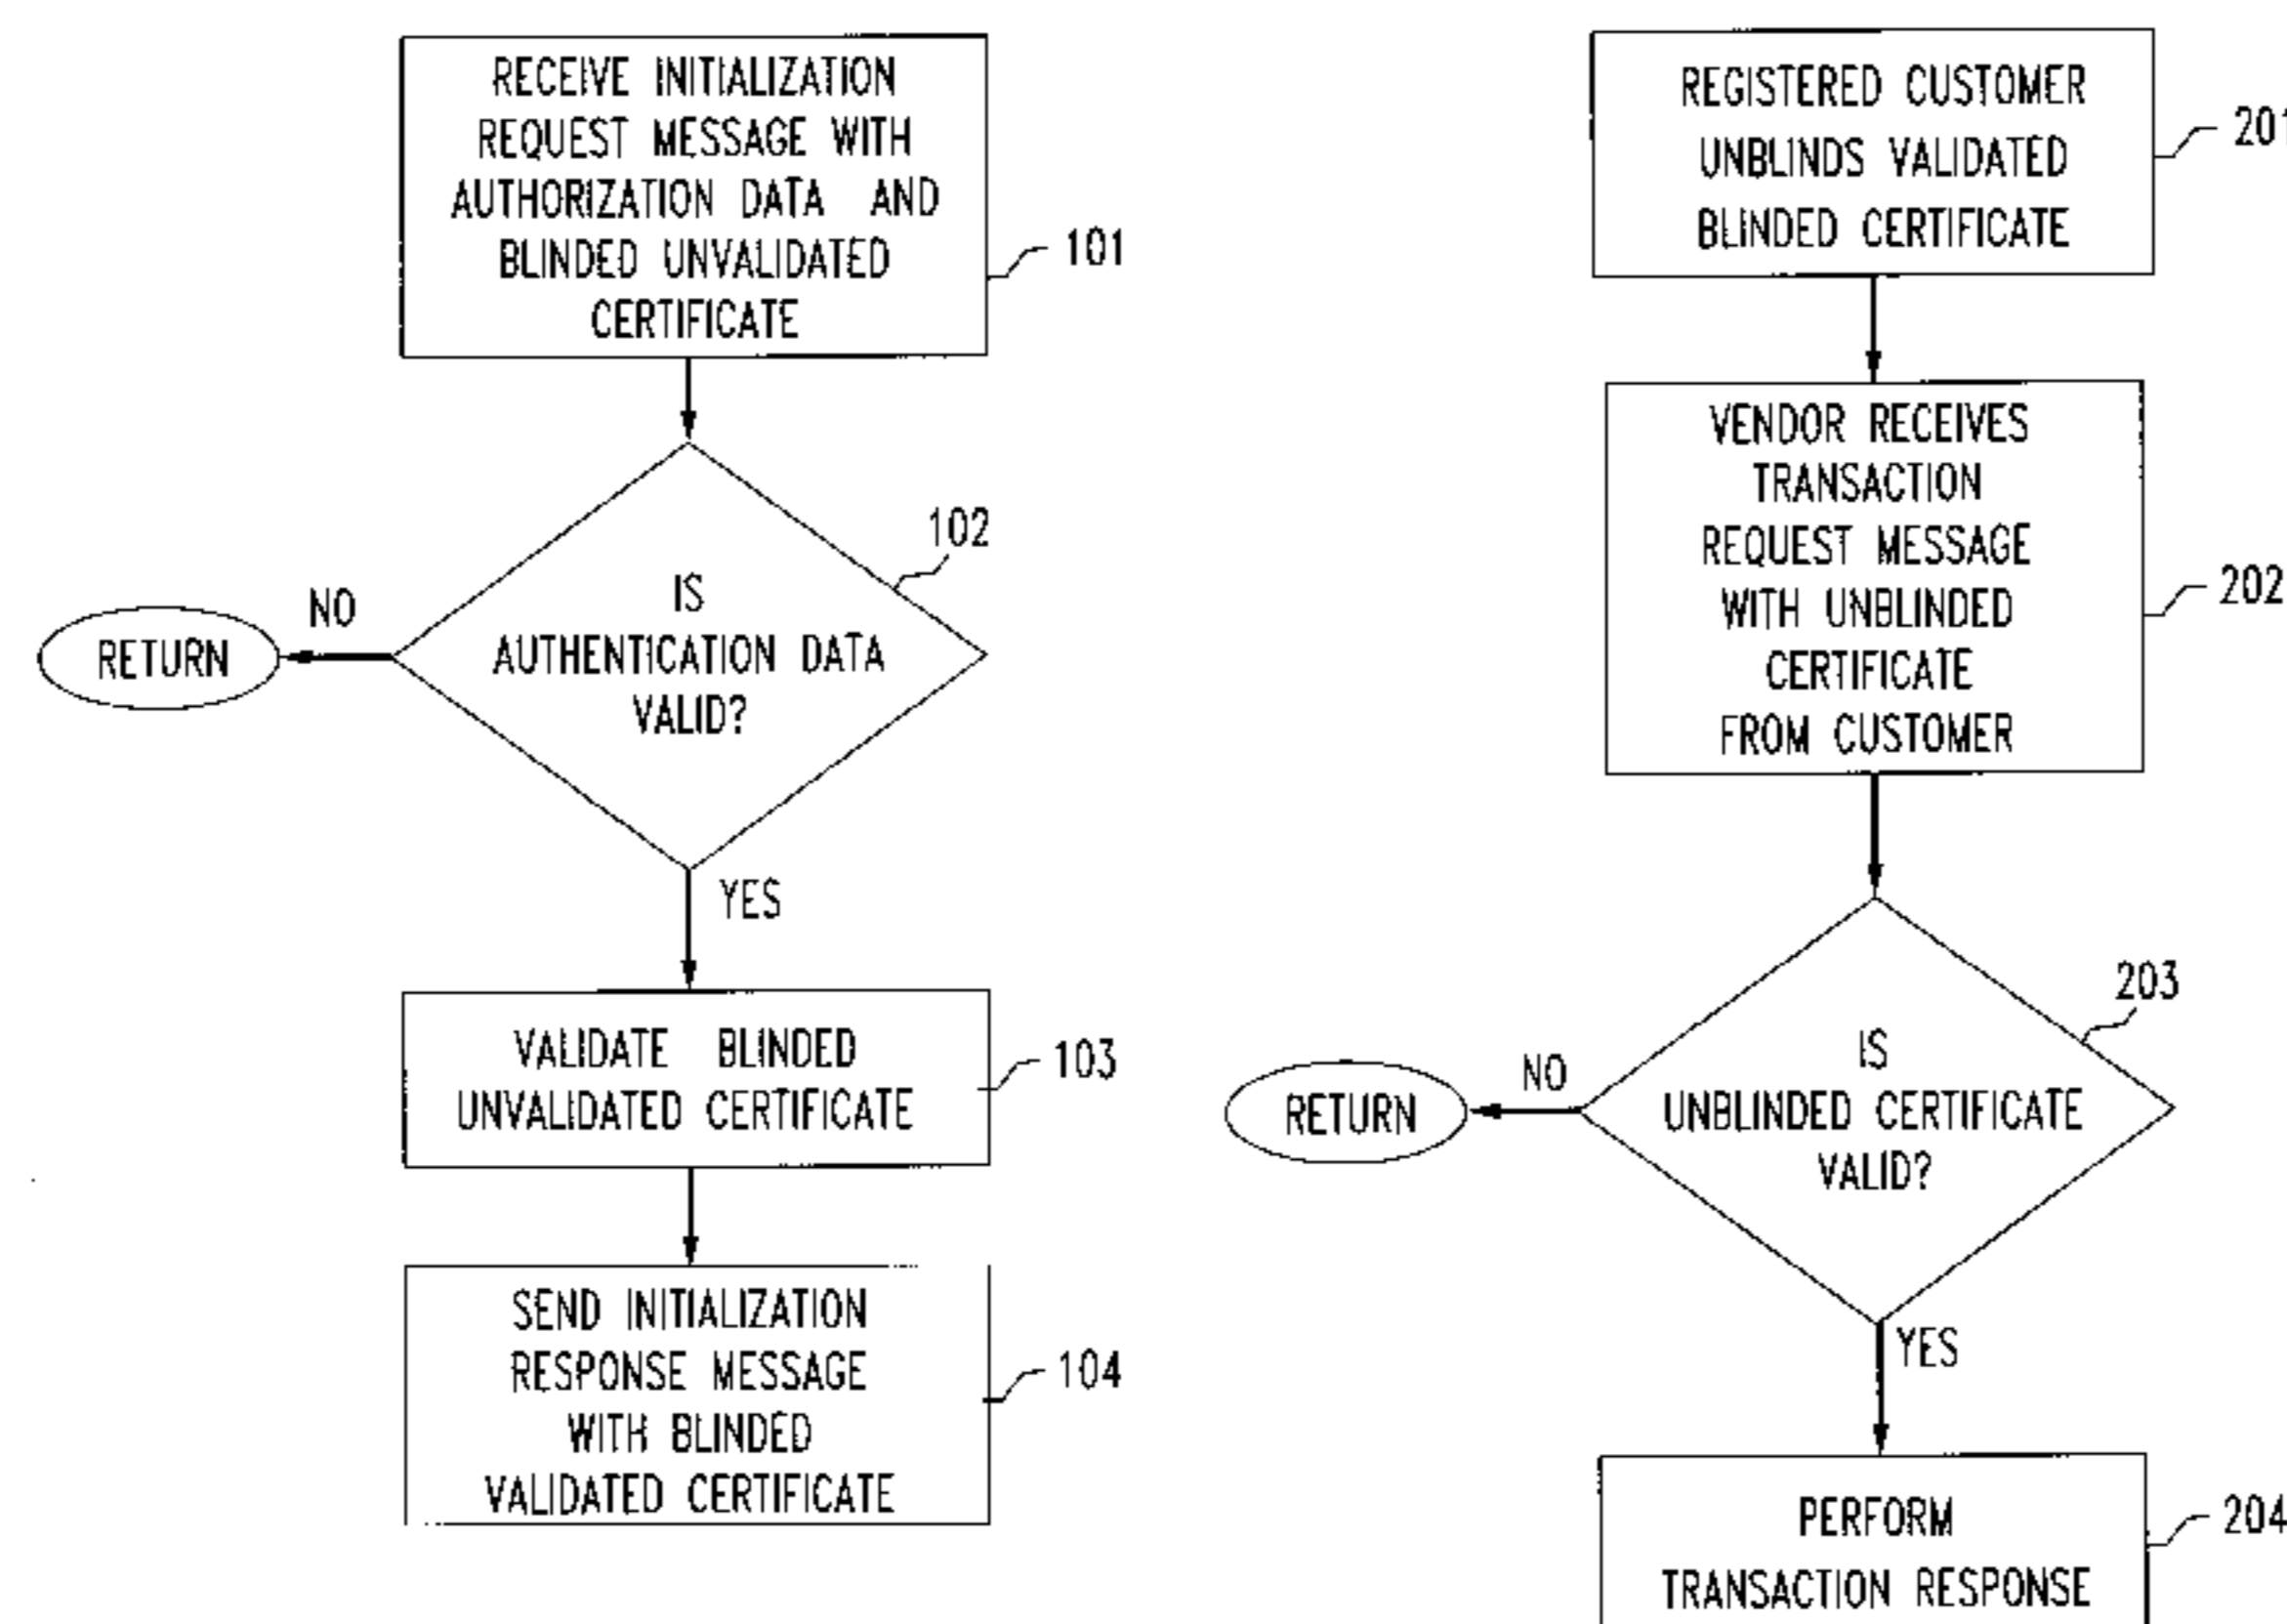 RECEIVE INITIALIZATION
REQUEST MESSAGE WITH
AUTHORIZATION DATA AND
BLINDED UNVALIDATED
CERTIFICATE
101
102
IS
AUTHENTICATION DATA
VALID?
NO
RETURN
YES
VALIDATE BLINDED
UNVALIDATED CERTIFICATE
103
SEND INITIALIZATION
RESPONSE MESSAGE
WITH BLINDED
VALIDATED CERTIFICATE
104
REGISTERED CUSTOMER
UNBLINDS VALIDATED
BLINDED CERTIFICATE
201
VENDOR RECEIVES
TRANSACTION
REQUEST MESSAGE
WITH UNBLINDED
CERTIFICATE
FROM CUSTOMER
202
203
IS
UNBLINDED CERTIFICATE
VALID?
NO
RETURN
YES
PERFORM
TRANSACTION RESPONSE
204